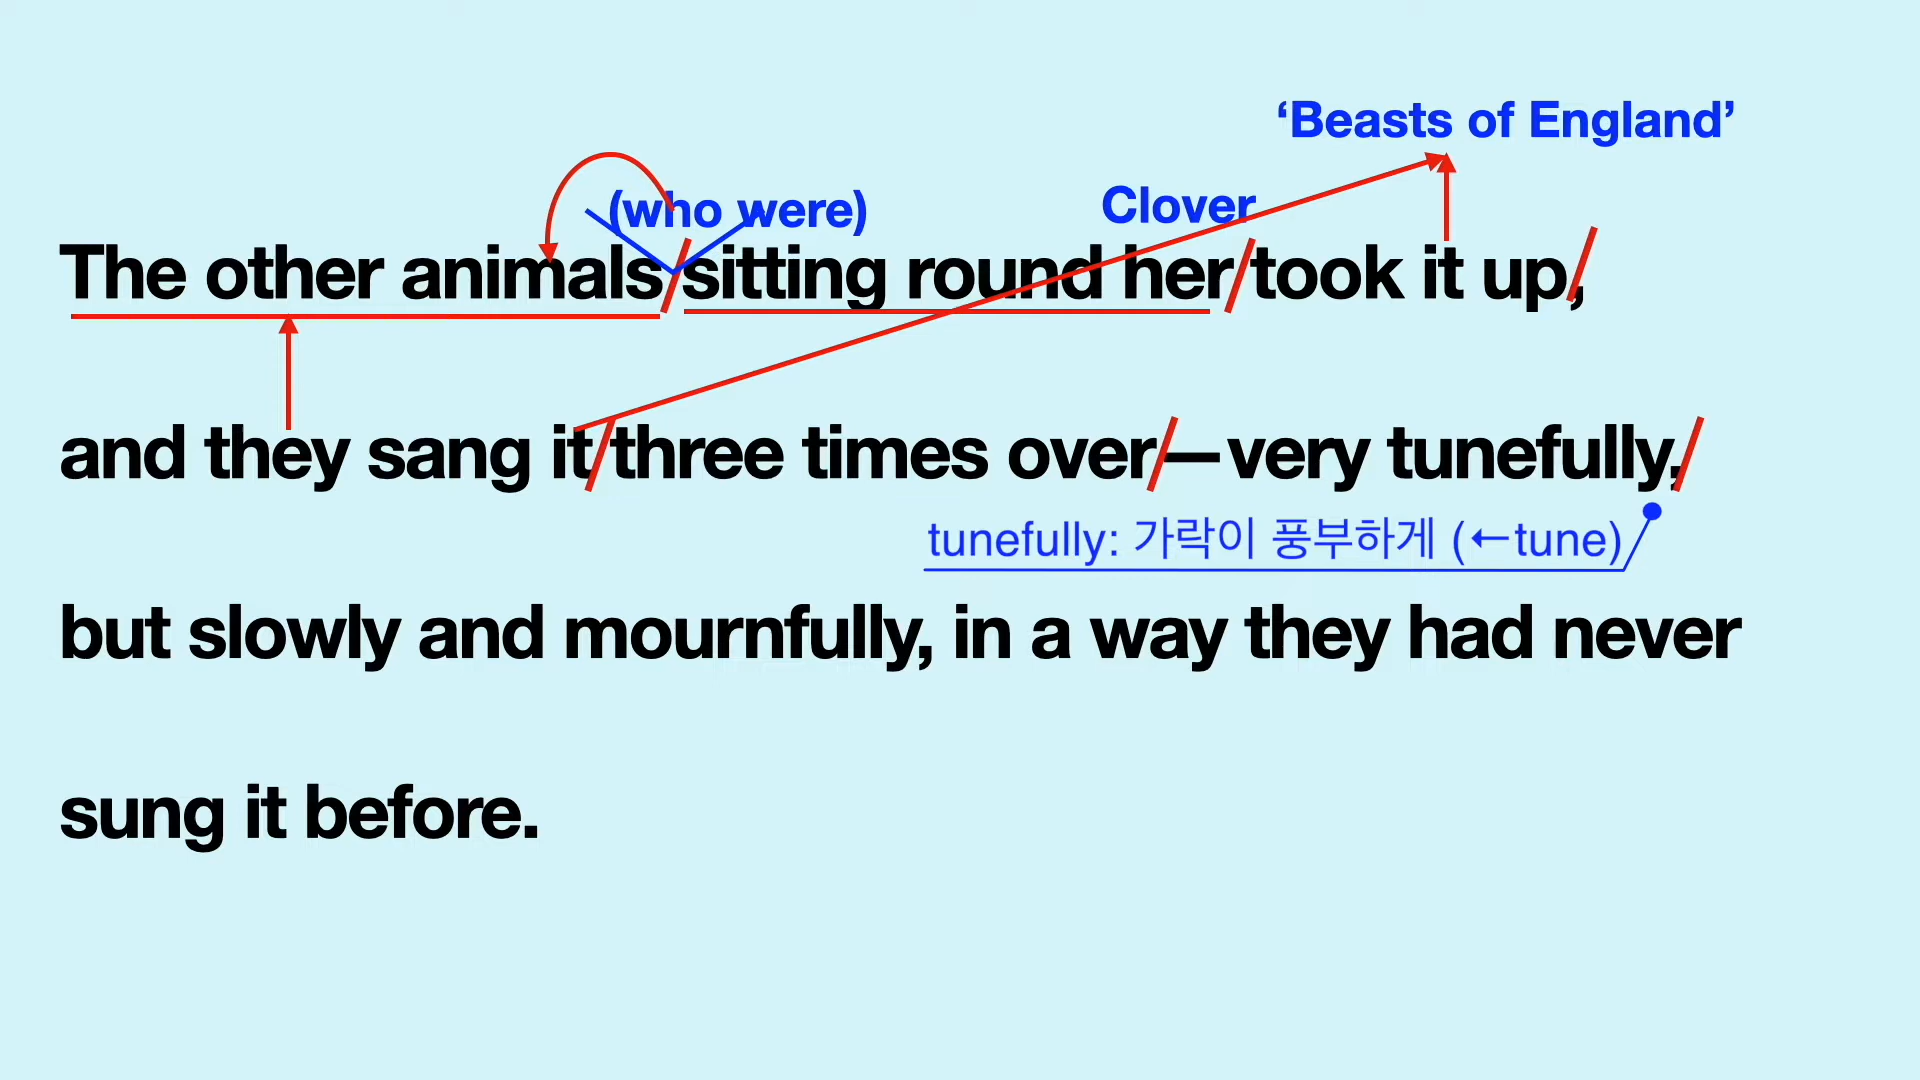 ‘Beasts of England’
(who were) Clover
The other animals sitting round her took it up,
and they sang it three times over—very tunefully,
tunefully: 가락이 풍부하게 (←tune)
but slowly and mournfully, in a way they had never
sung it before.